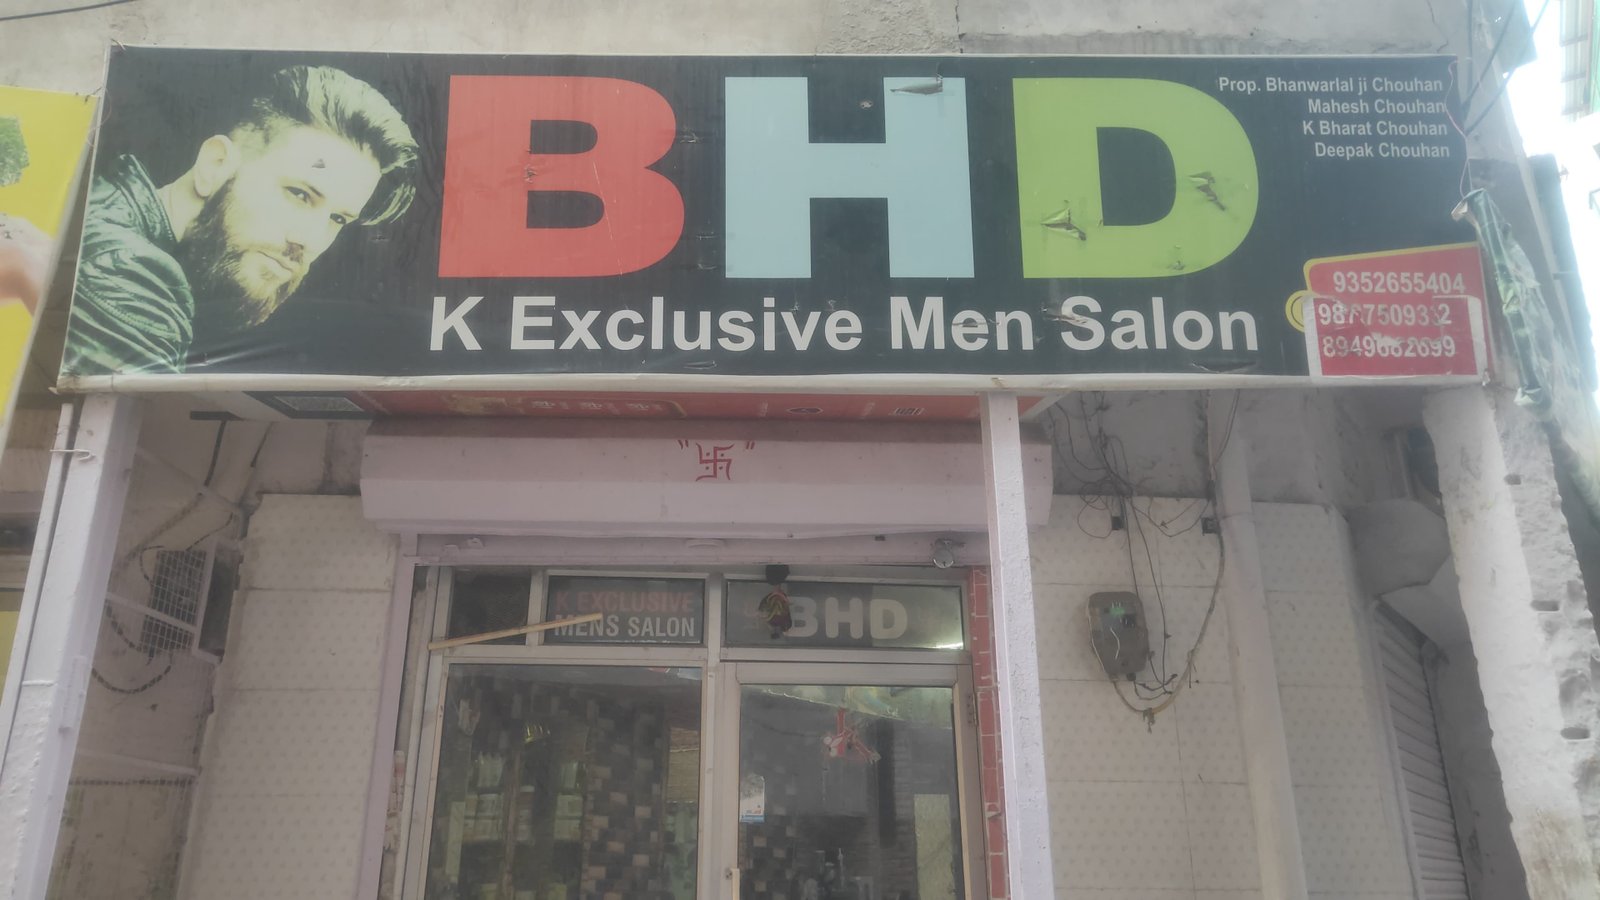 BHD
K Exclusive Men Salon
Prop. Bhanwarlal ji Chouhan
Mahesh Chouhan
K Bharat Chouhan
Deepak Chouhan
9352655404
8949682699
K EXCLUSIVE
MENS SALON
BHD